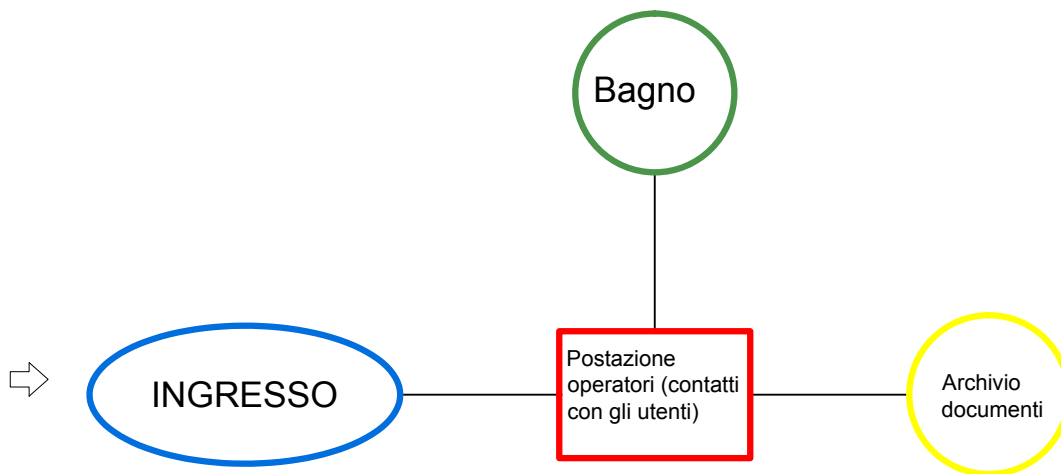 Bagno
INGRESSO
Postazione
operatori (contatti
con gli utenti)
Archivio
documenti